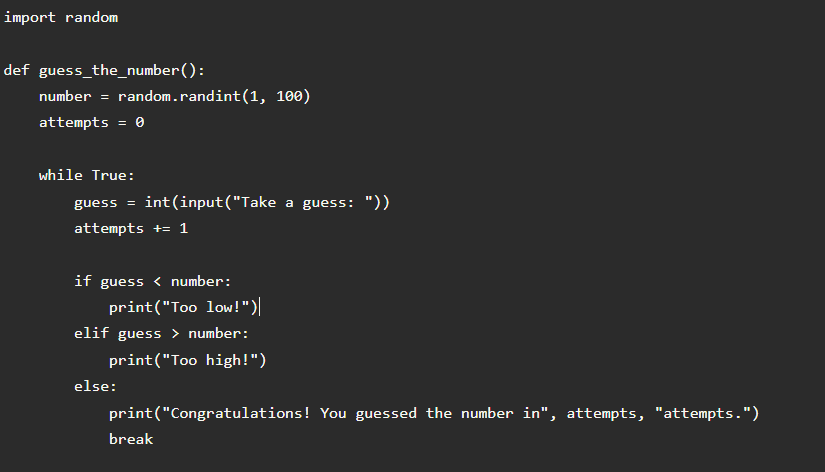 import random
def guess_the_number():
    number = random.randint(1, 100)
    attempts = 0
    while True:
        guess = int(input("Take a guess: "))
        attempts += 1
        if guess < number:
            print("Too low!")
        elif guess > number:
            print("Too high!")
        else:
            print("Congratulations! You guessed the number in", attempts, "attempts.")
            break